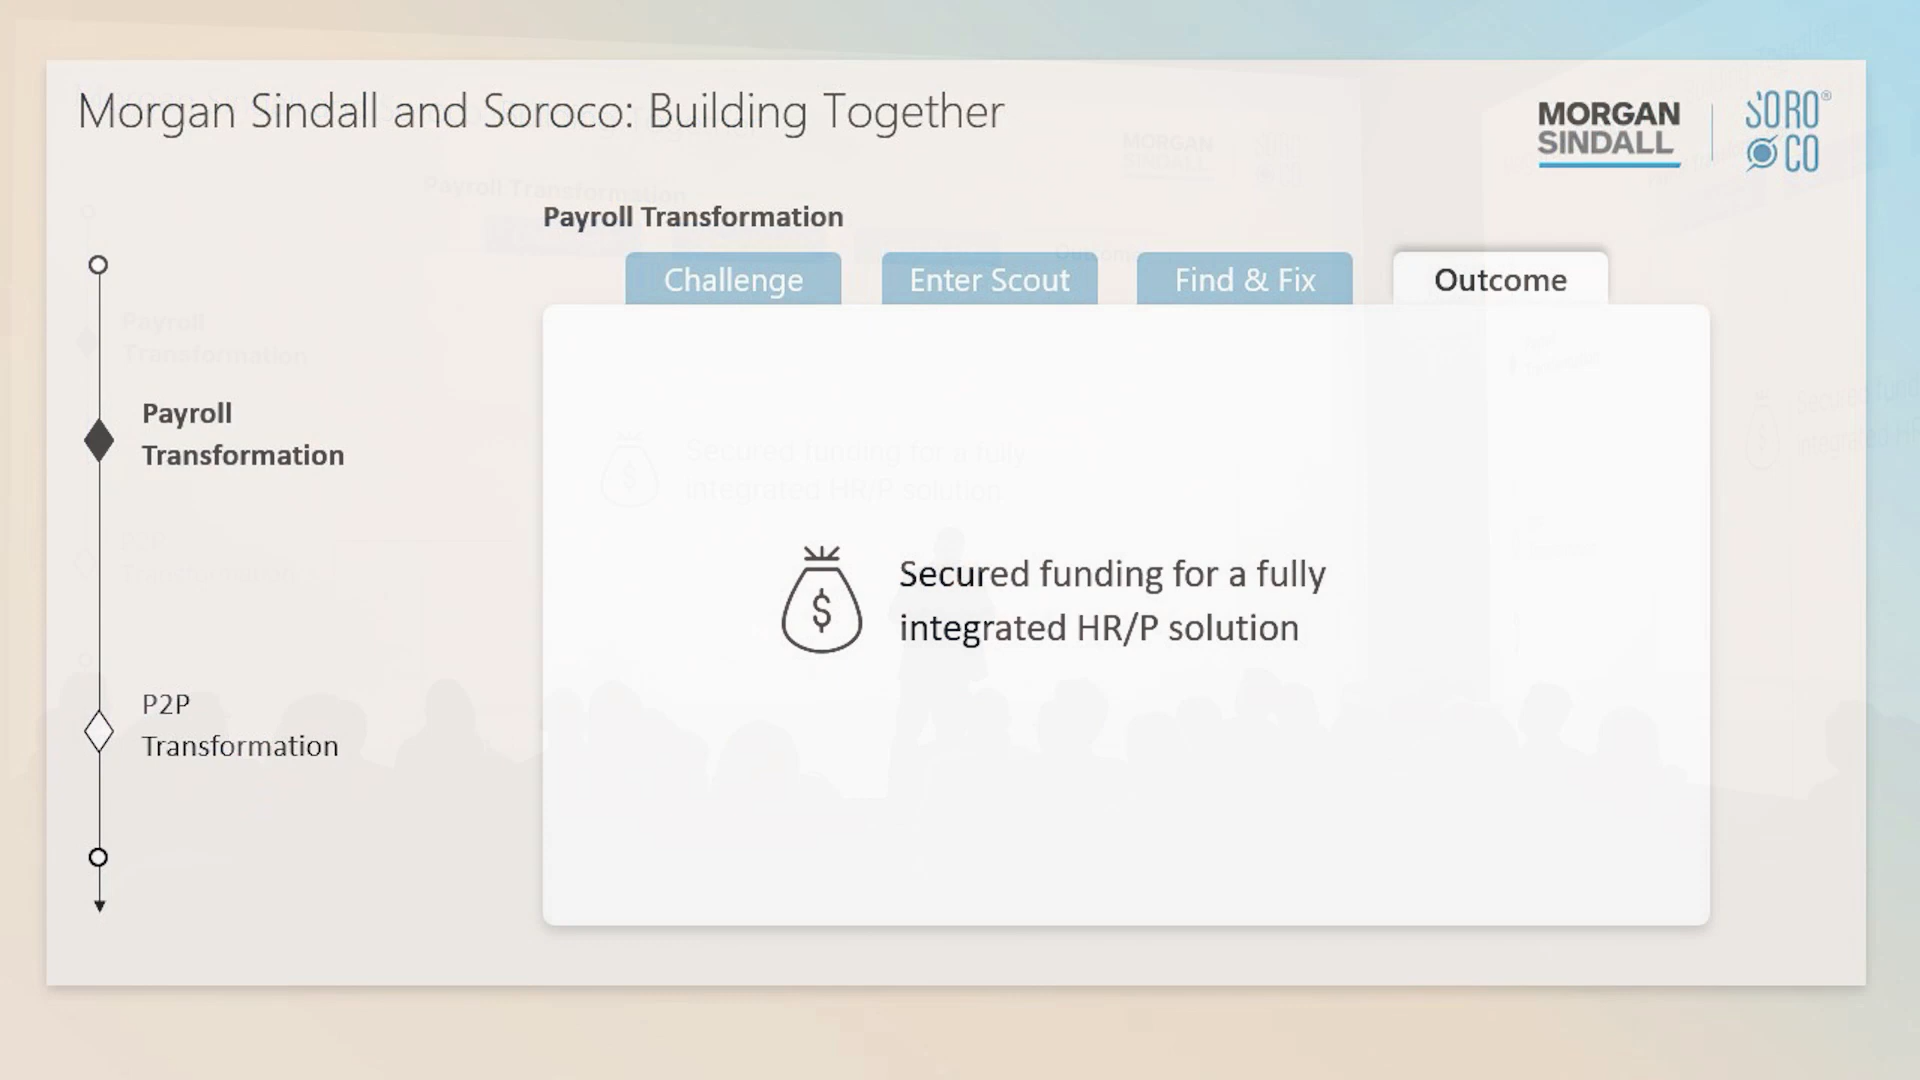 Morgan Sindall and Soroco: Building Together
MORGAN
SINDALL
SORO®
CO
Payroll Transformation
Challenge
Enter Scout
Find & Fix
Outcome
Payroll
Transformation
P2P
Transformation
$
Secured funding for a fully
integrated HR/P solution